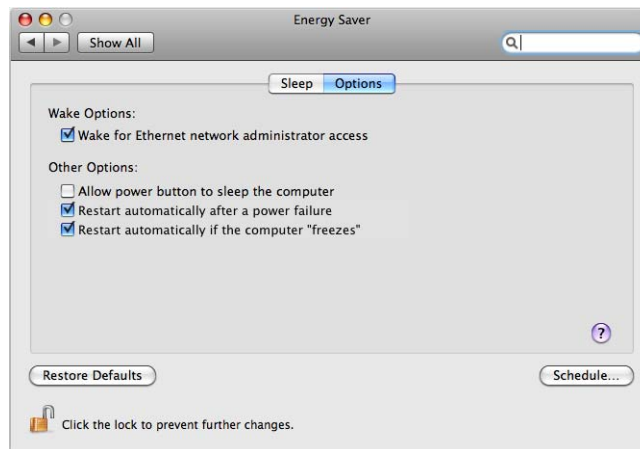 Energy Saver
Show All
Sleep Options
Wake Options:
Wake for Ethernet network administrator access
Other Options:
Allow power button to sleep the computer
Restart automatically after a power failure
Restart automatically if the computer "freezes"
?
Restore Defaults Schedule...
Click the lock to prevent further changes.